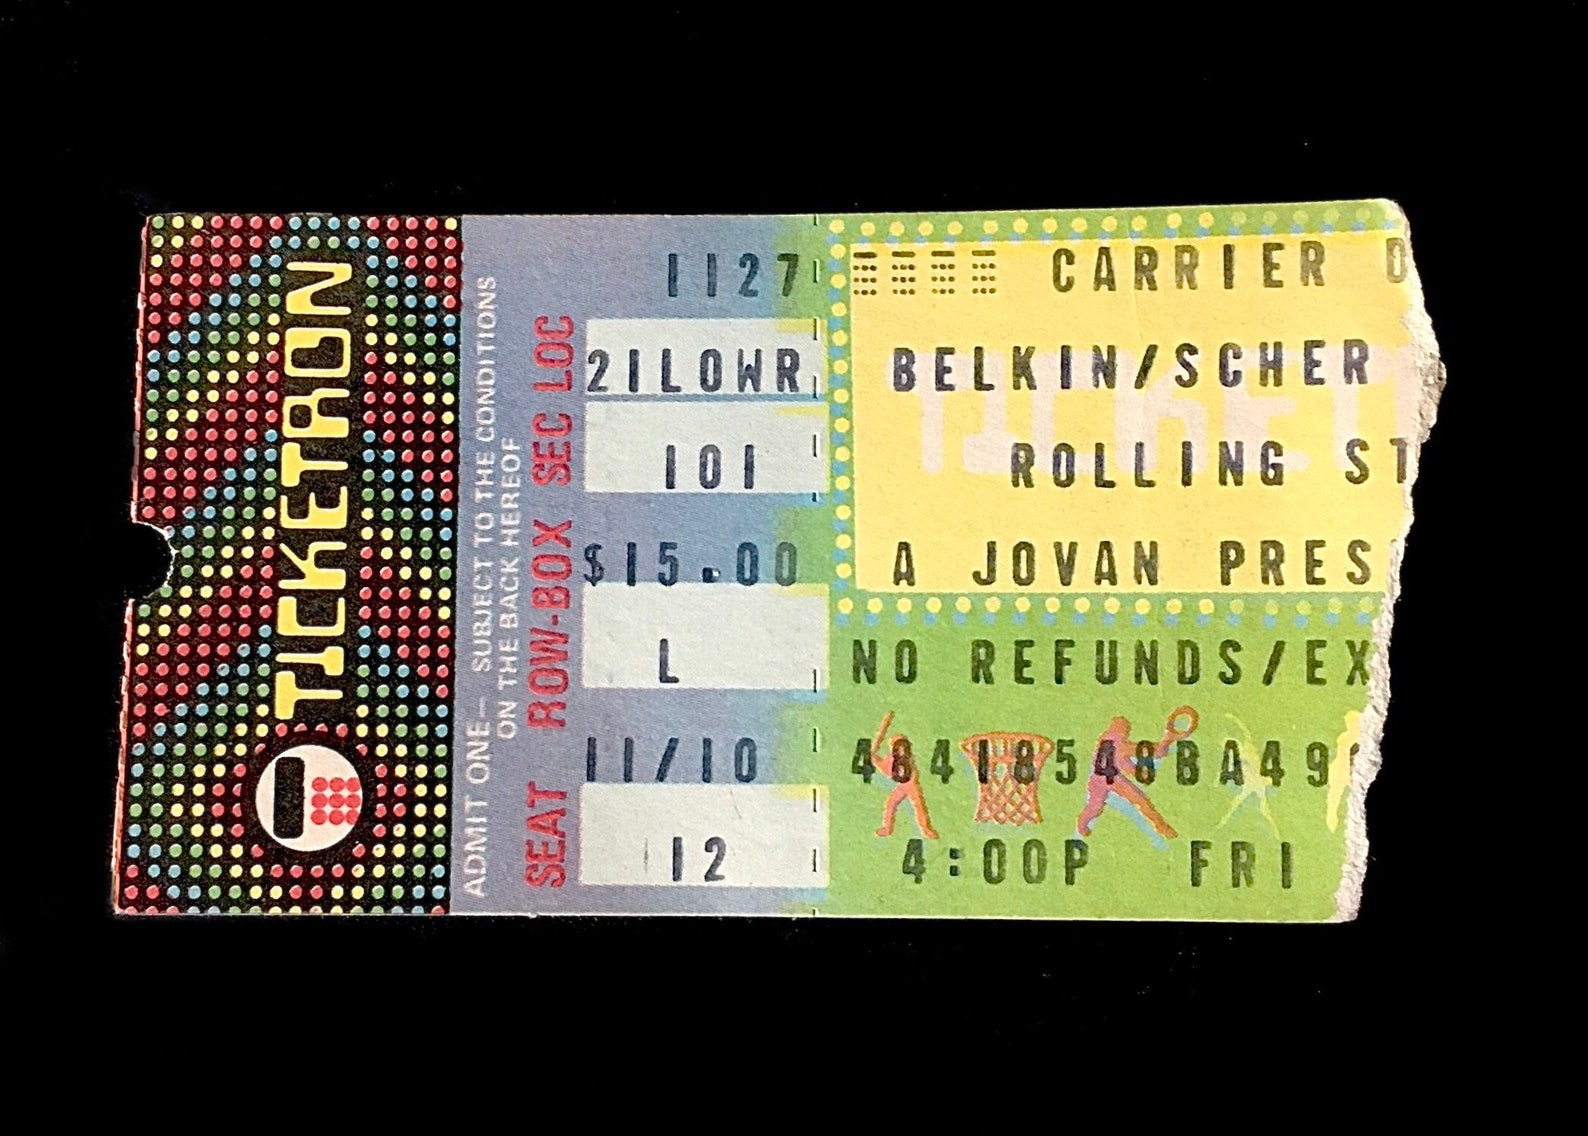 TICKETRON
ADMIT ONE— SUBJECT TO THE CONDITIONS
ON THE BACK HEREOF
SEAT ROW-BOX SEC LOC
1127
21LOWR
101
$15.00
L
11/10
12
CARRIER
BELKIN/SCHER
ROLLING ST
A JOVAN PRES
NO REFUNDS/EX
48418548BA49
4:00P FRI